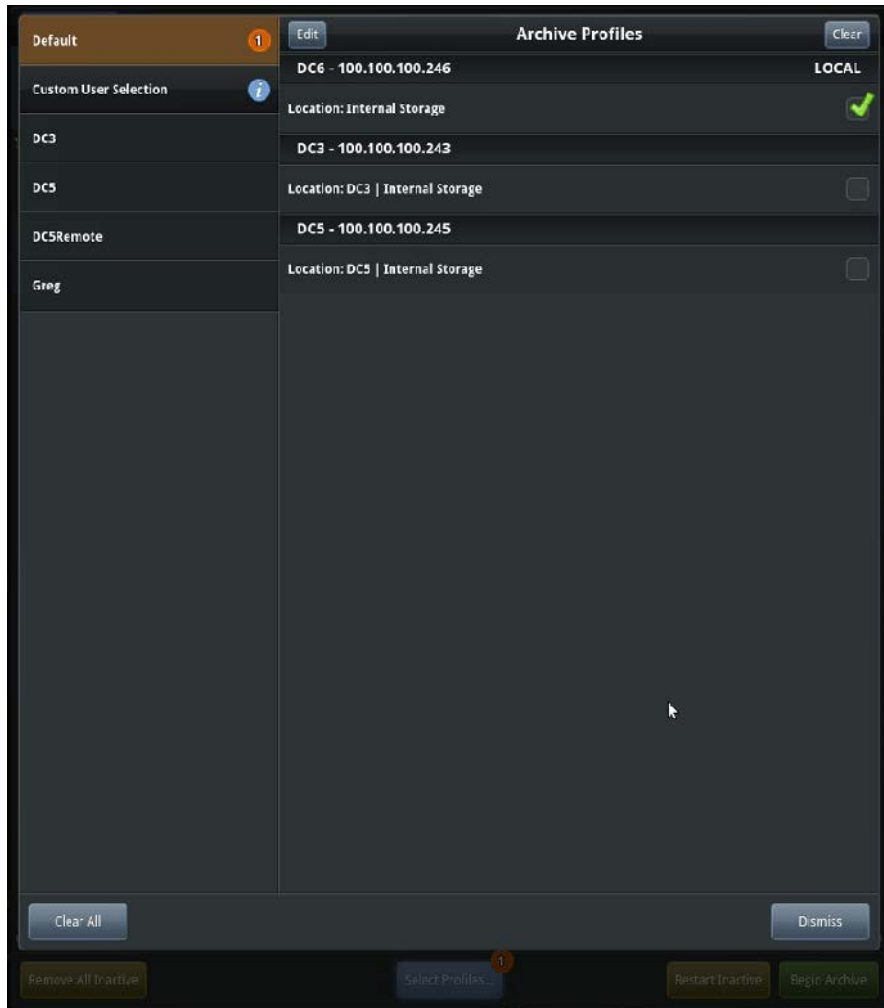 Default
1
Edit
Archive Profiles
Clear
DC6 - 100.100.100.246
LOCAL
Custom User Selection
i
Location: Internal Storage
DC3
DC3 - 100.100.100.243
DC5
Location: DC3 | Internal Storage
DC5Remote
DC5 - 100.100.100.245
Greg
Location: DC5 | Internal Storage
Clear All
Dismiss
Remove All Inactive
Select Profiles...
1
Restart Inactive
Begin Archive